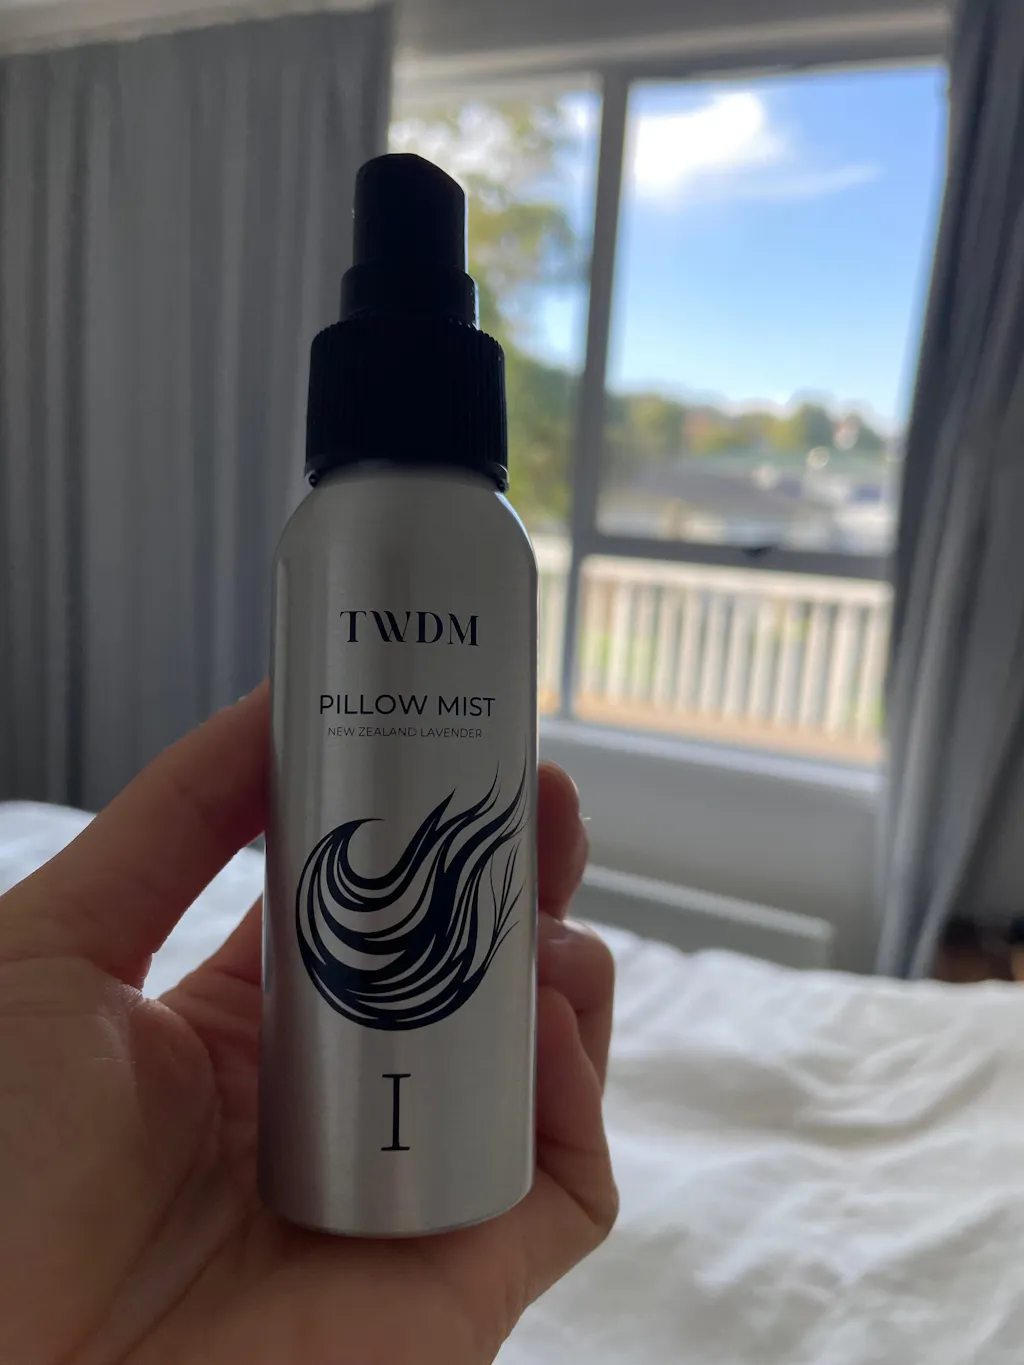 TWDM
PILLOW MIST
NEW ZEALAND LAVENDER
I